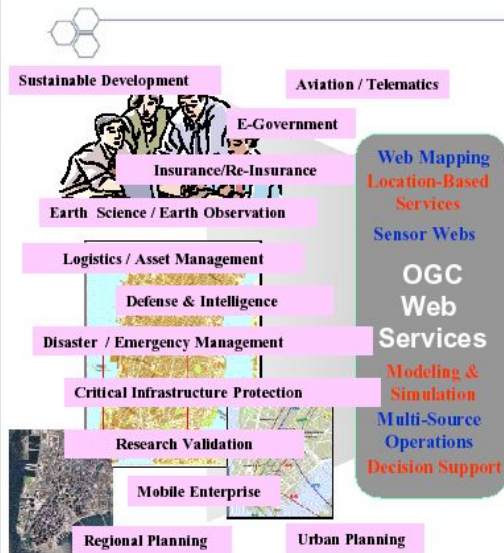 Sustainable Development
Aviation / Telematics
E-Government
Insurance/Re-Insurance
Earth Science / Earth Observation
Logistics / Asset Management
Defense & Intelligence
Disaster / Emergency Management
Critical Infrastructure Protection
Research Validation
Mobile Enterprise
Regional Planning
Urban Planning
Web Mapping
Location-Based
Services
Sensor Webs
OGC
Web
Services
Modeling &
Simulation
Multi-Source
Operations
Decision Support